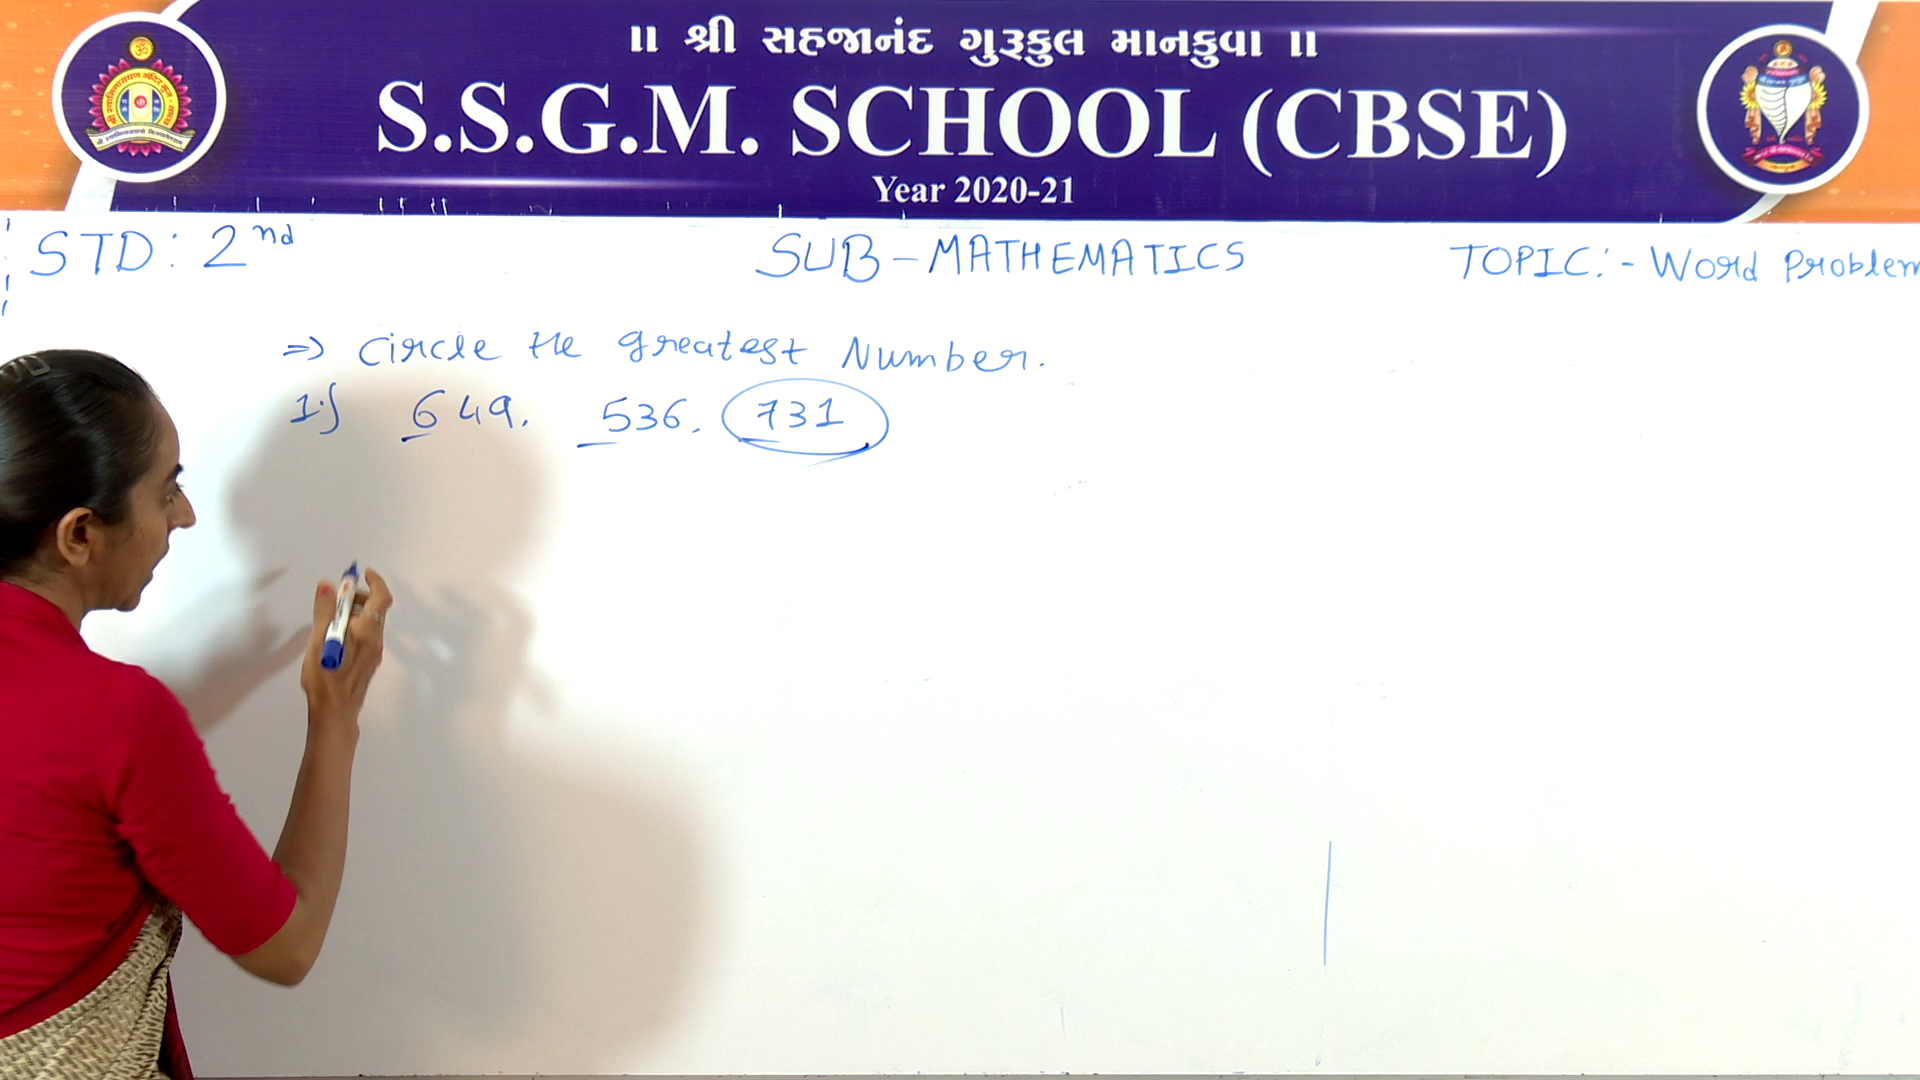 ॥ શ્રી સહજાનંદ ગુરૂકુલ માનકુવા ॥
S.S.G.M. SCHOOL (CBSE)
Year 2020-21
STD : 2nd
SUB - MATHEMATICS
TOPIC:- Word Problem
=> Circle the greatest Number.
1.) 649, 536, 731